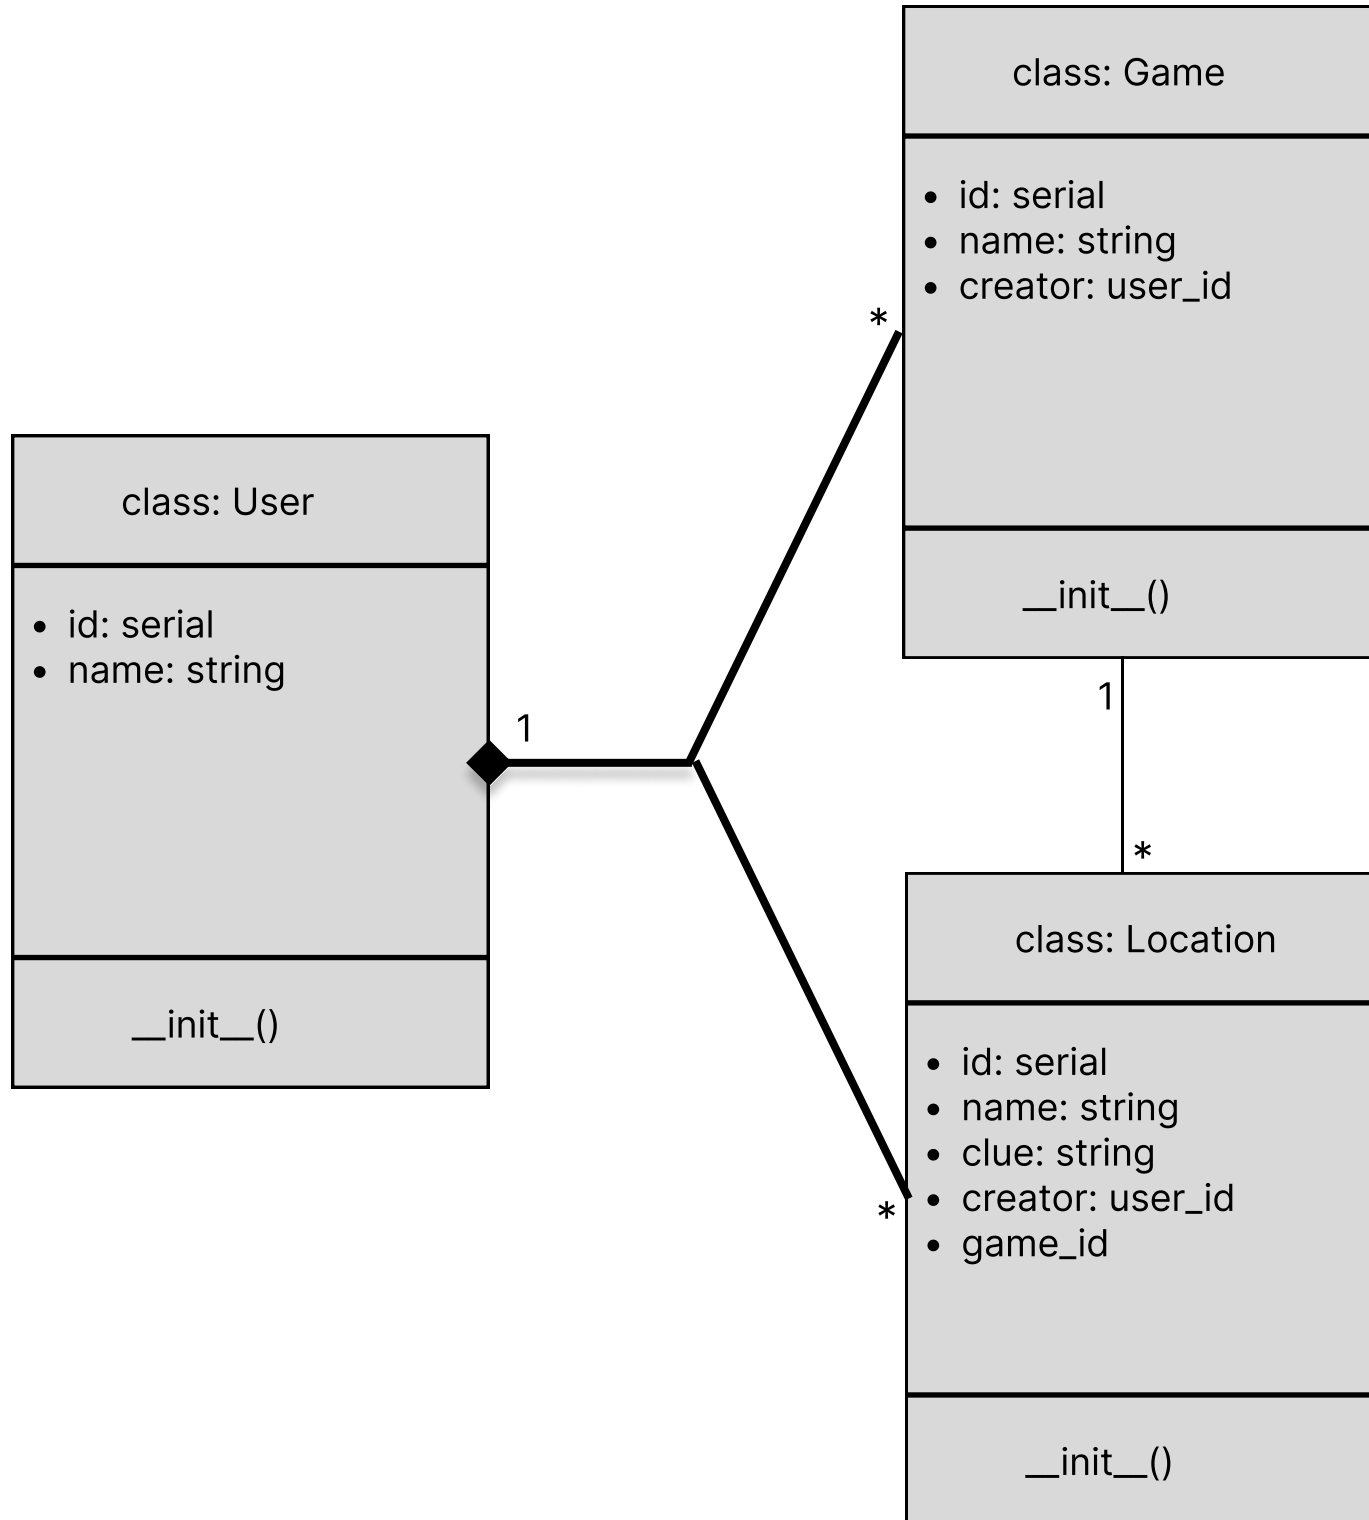 class: Game
• id: serial
• name: string
• creator: user_id
*
__init__()
class: User
• id: serial
• name: string
1
__init__()
1
*
class: Location
• id: serial
• name: string
• clue: string
• creator: user_id
• game_id
*
__init__()